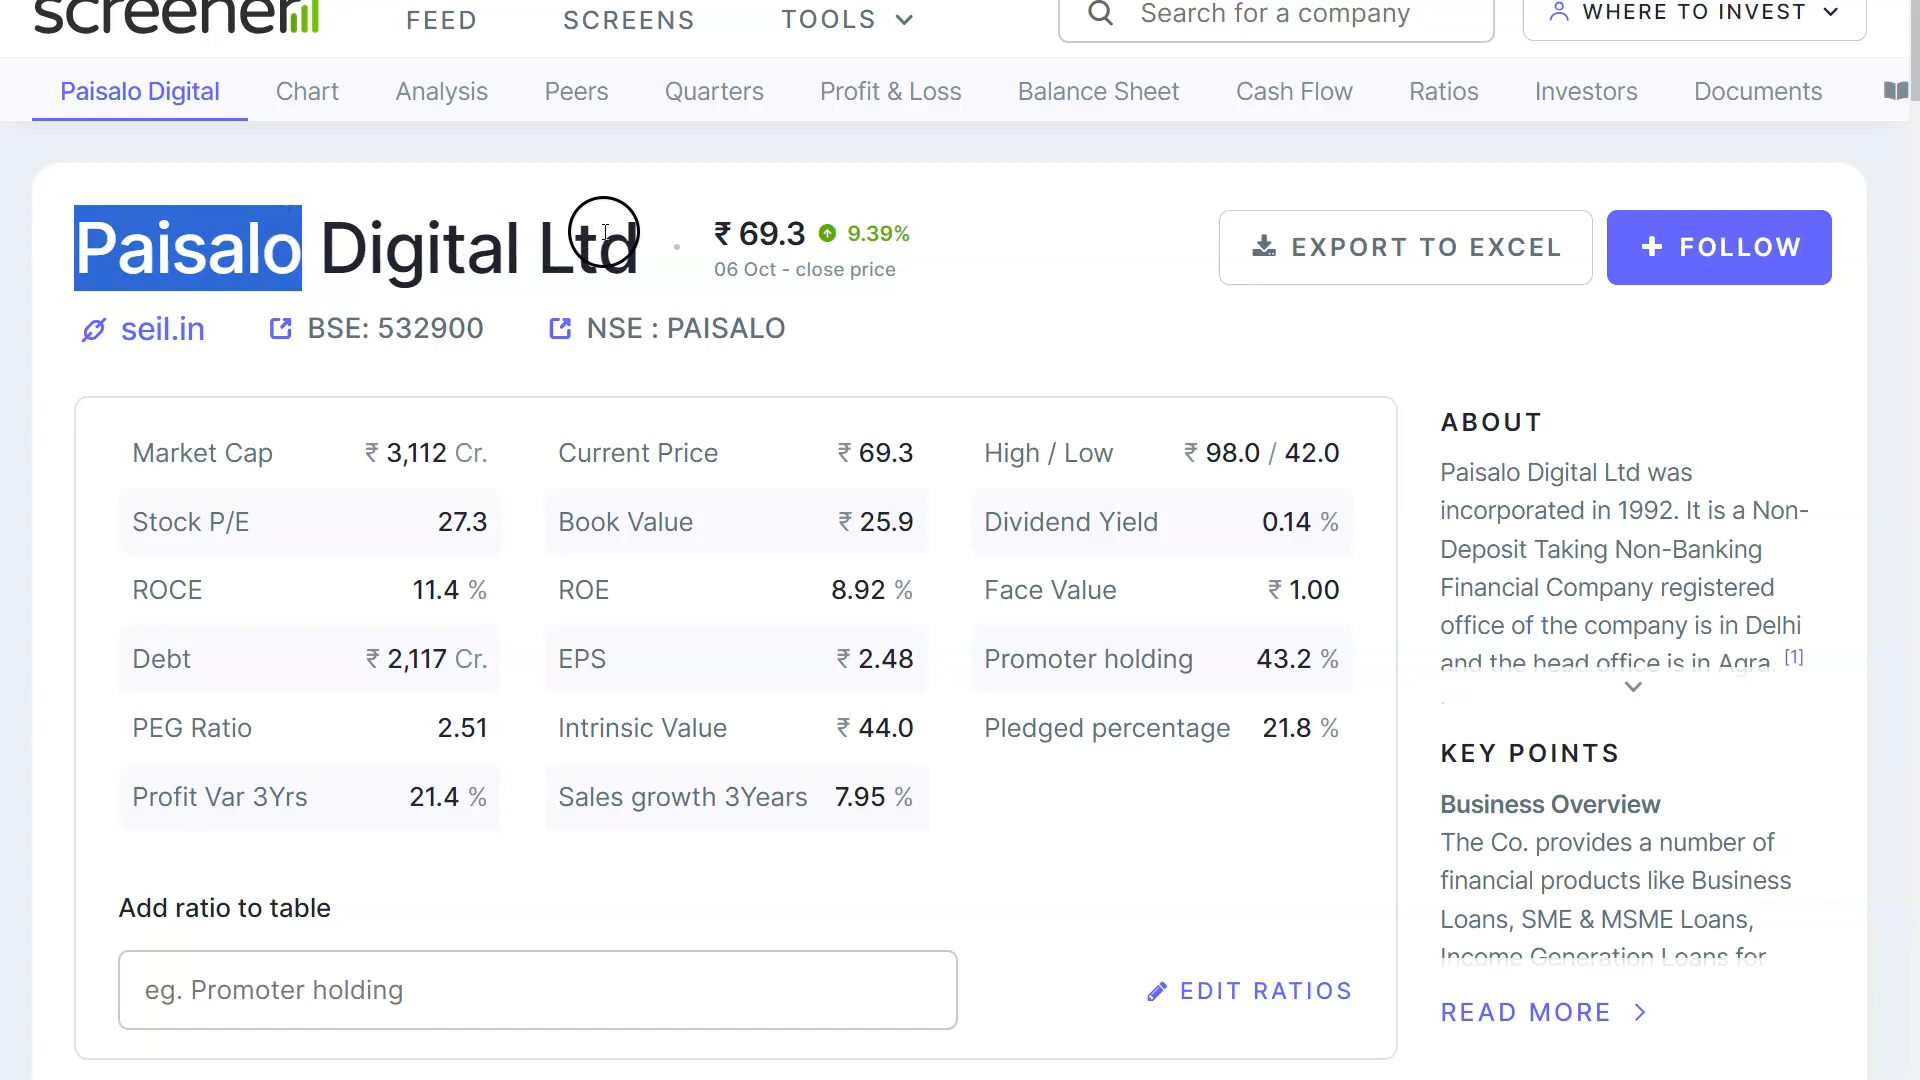 screener
FEED
SCREENS
TOOLS
Search for a company
WHERE TO INVEST
Paisalo Digital
Chart
Analysis
Peers
Quarters
Profit & Loss
Balance Sheet
Cash Flow
Ratios
Investors
Documents
Paisalo Digital Ltd
₹ 69.3 9.39%
06 Oct - close price
EXPORT TO EXCEL
+ FOLLOW
seil.in
BSE: 532900
NSE : PAISALO
Market Cap ₹ 3,112 Cr.
Current Price ₹ 69.3
High / Low ₹ 98.0 / 42.0
Stock P/E 27.3
Book Value ₹ 25.9
Dividend Yield 0.14 %
ROCE 11.4 %
ROE 8.92 %
Face Value ₹ 1.00
Debt ₹ 2,117 Cr.
EPS ₹ 2.48
Promoter holding 43.2 %
PEG Ratio 2.51
Intrinsic Value ₹ 44.0
Pledged percentage 21.8 %
Profit Var 3Yrs 21.4 %
Sales growth 3Years 7.95 %
Add ratio to table
eg. Promoter holding
EDIT RATIOS
ABOUT
Paisalo Digital Ltd was
incorporated in 1992. It is a Non-
Deposit Taking Non-Banking
Financial Company registered
office of the company is in Delhi
and the head office is in Agra. [1]
KEY POINTS
Business Overview
The Co. provides a number of
financial products like Business
Loans, SME & MSME Loans,
Income Generation Loans for
READ MORE